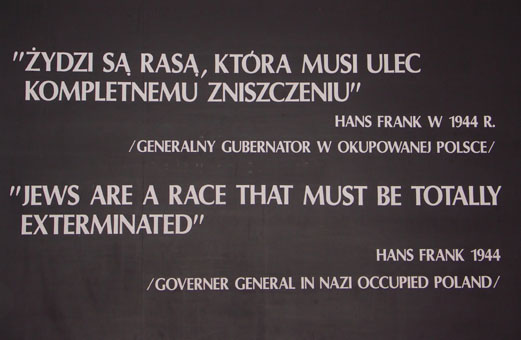 "ŻYDZI SĄ RASĄ, KTÓRA MUSI ULEC
KOMPLETNEMU ZNISZCZENIU"
HANS FRANK W 1944 R.
/GENERALNY GUBERNATOR W OKUPOWANEJ POLSCE/
"JEWS ARE A RACE THAT MUST BE TOTALLY
EXTERMINATED"
HANS FRANK 1944
/GOVERNER GENERAL IN NAZI OCCUPIED POLAND/